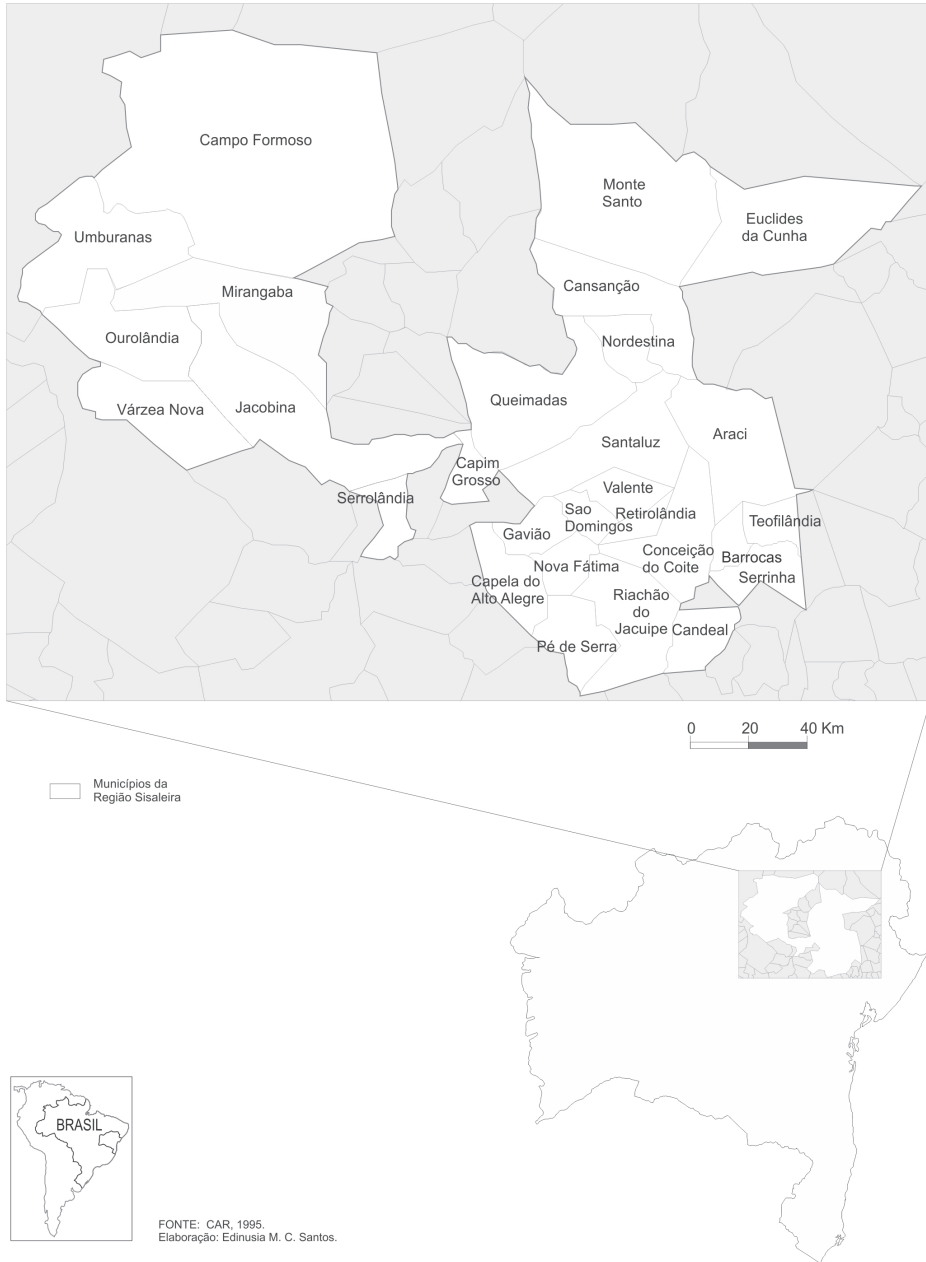 Campo Formoso
Monte
Santo
Euclides
da Cunha
Umburanas
Cansanção
Mirangaba
Ourolândia
Nordestina
Várzea Nova
Jacobina
Queimadas
Araci
Santaluz
Capim
Grosso
Serrolândia
Valente
Sao
Domingos
Retirolândia
Teofilândia
Gavião
Conceição
do Coite
Barrocas
Serrinha
Nova Fátima
Capela do
Alto Alegre
Riachão
do
Jacuipe
Candeal
Pé de Serra
0 20 40 Km
Municípios da
Região Sisaleira
BRASIL
FONTE: CAR, 1995.
Elaboração: Edinusia M. C. Santos.